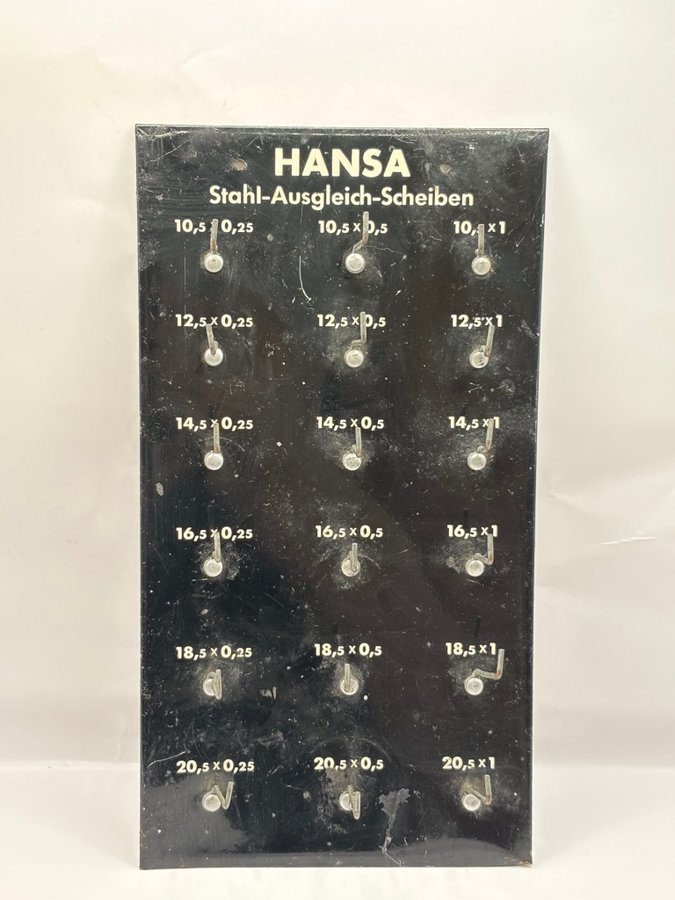 HANSA
Stahl-Ausgleich-Scheiben
10,5 x 0,25 10,5 x 0,5 10,5 x 1
12,5 x 0,25 12,5 x 0,5 12,5 x 1
14,5 x 0,25 14,5 x 0,5 14,5 x 1
16,5 x 0,25 16,5 x 0,5 16,5 x 1
18,5 x 0,25 18,5 x 0,5 18,5 x 1
20,5 x 0,25 20,5 x 0,5 20,5 x 1